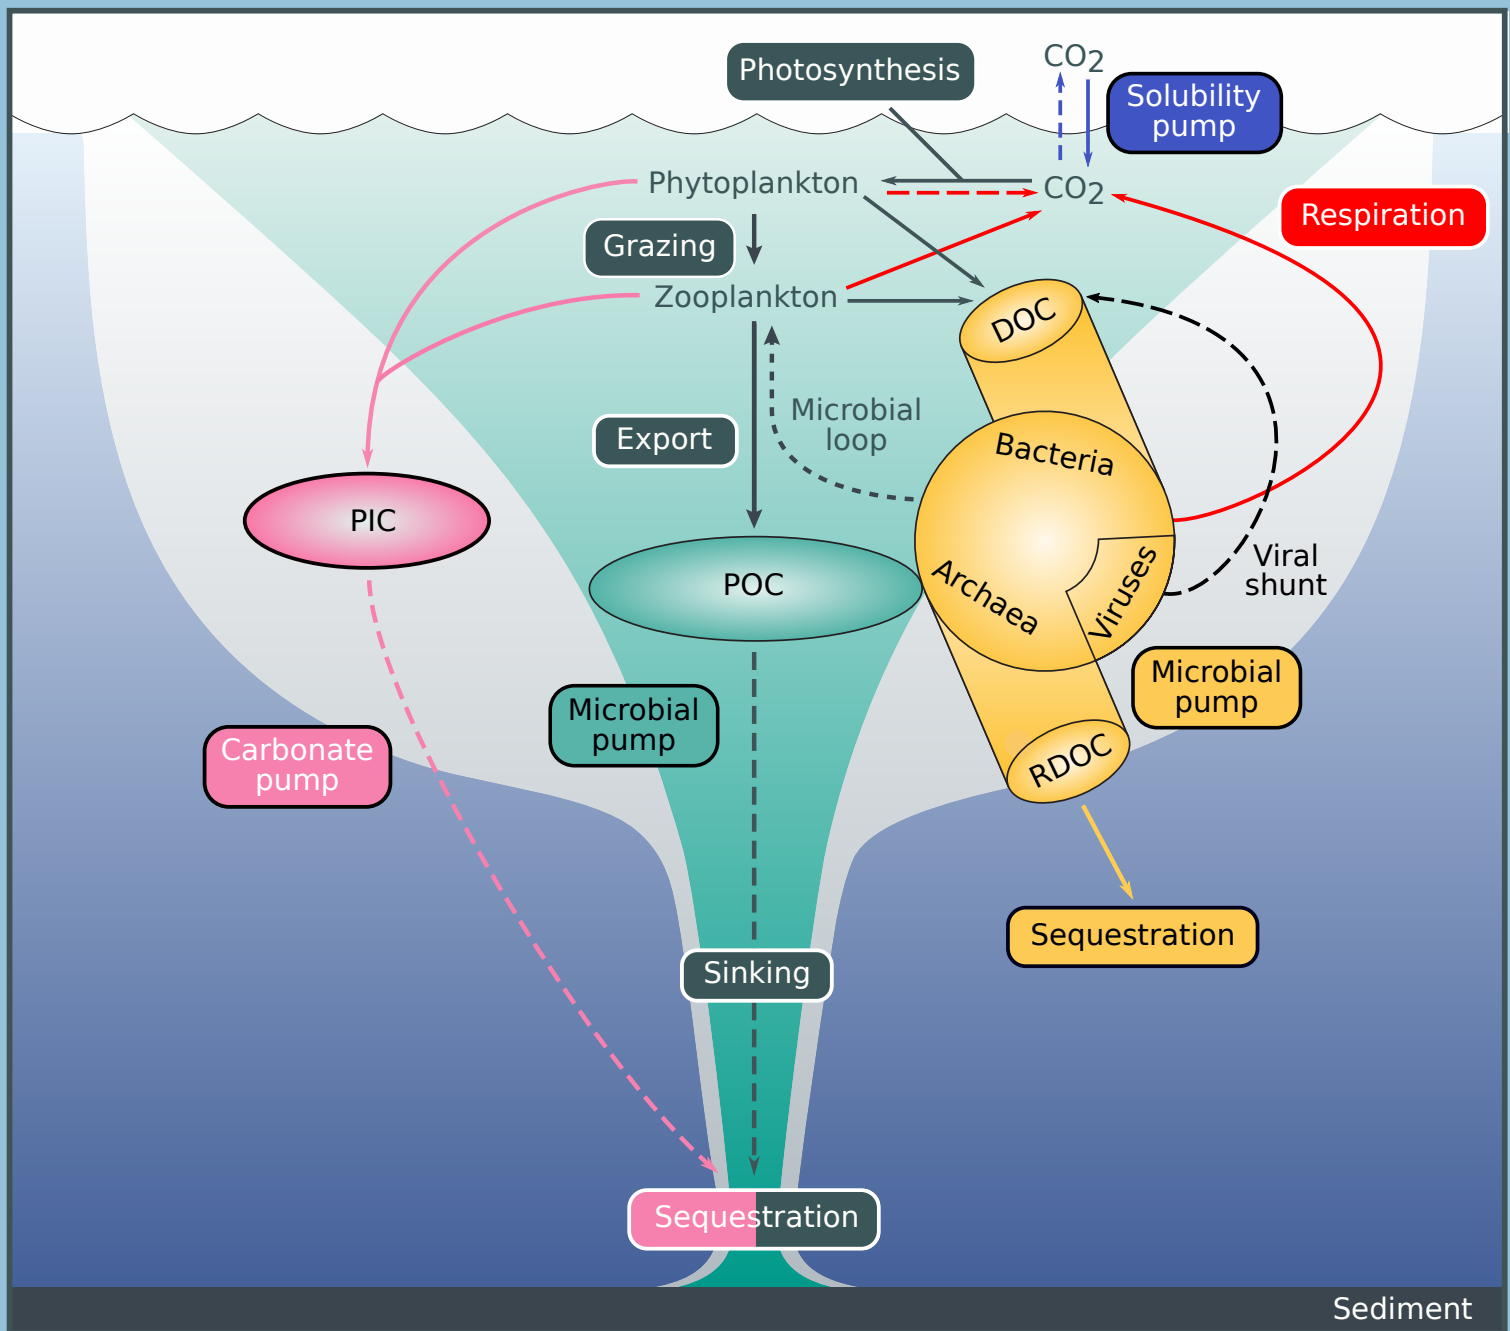 CO2
Photosynthesis
Solubility
pump
Phytoplankton
CO2
Respiration
Grazing
Zooplankton
DOC
Microbial
loop
Export
Bacteria
PIC
POC
Archaea
Viruses
Viral
shunt
Microbial
pump
Microbial
pump
Carbonate
pump
RDOC
Sequestration
Sinking
Sequestration
Sediment